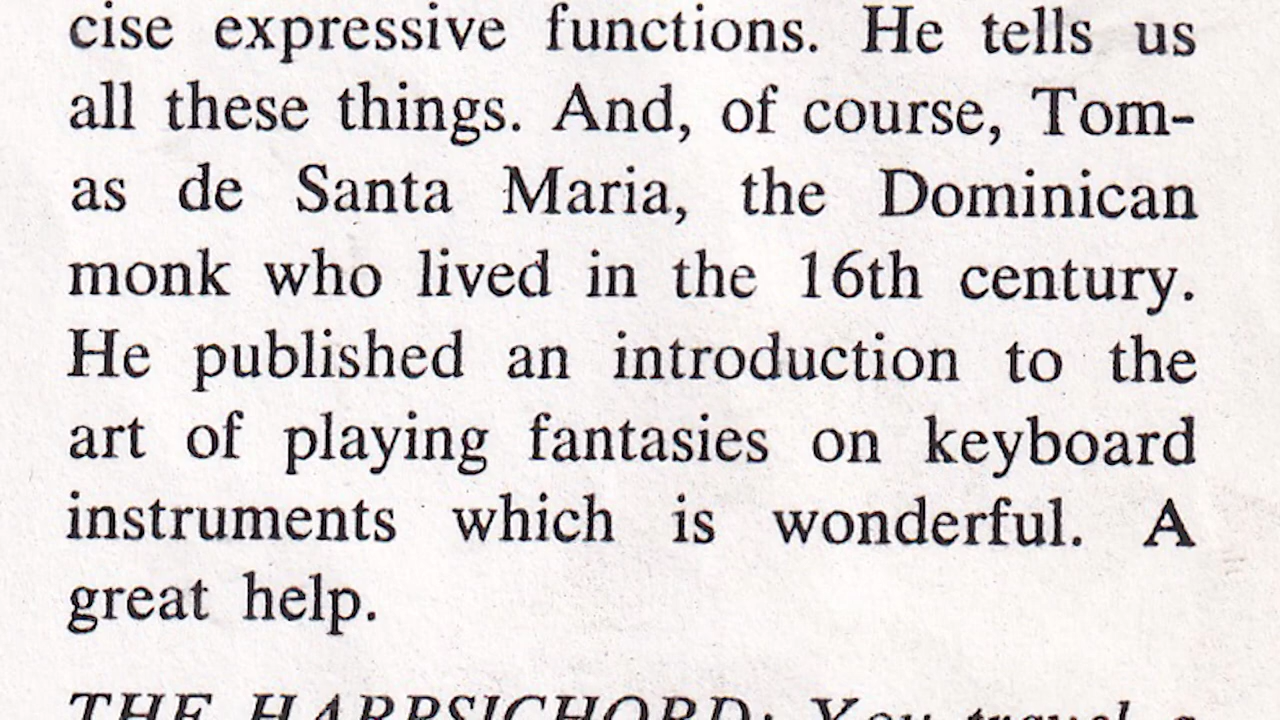 cise expressive functions. He tells us
all these things. And, of course, Tom-
as de Santa Maria, the Dominican
monk who lived in the 16th century.
He published an introduction to the
art of playing fantasies on keyboard
instruments which is wonderful. A
great help.
THE HARPSICHORD: You travel a